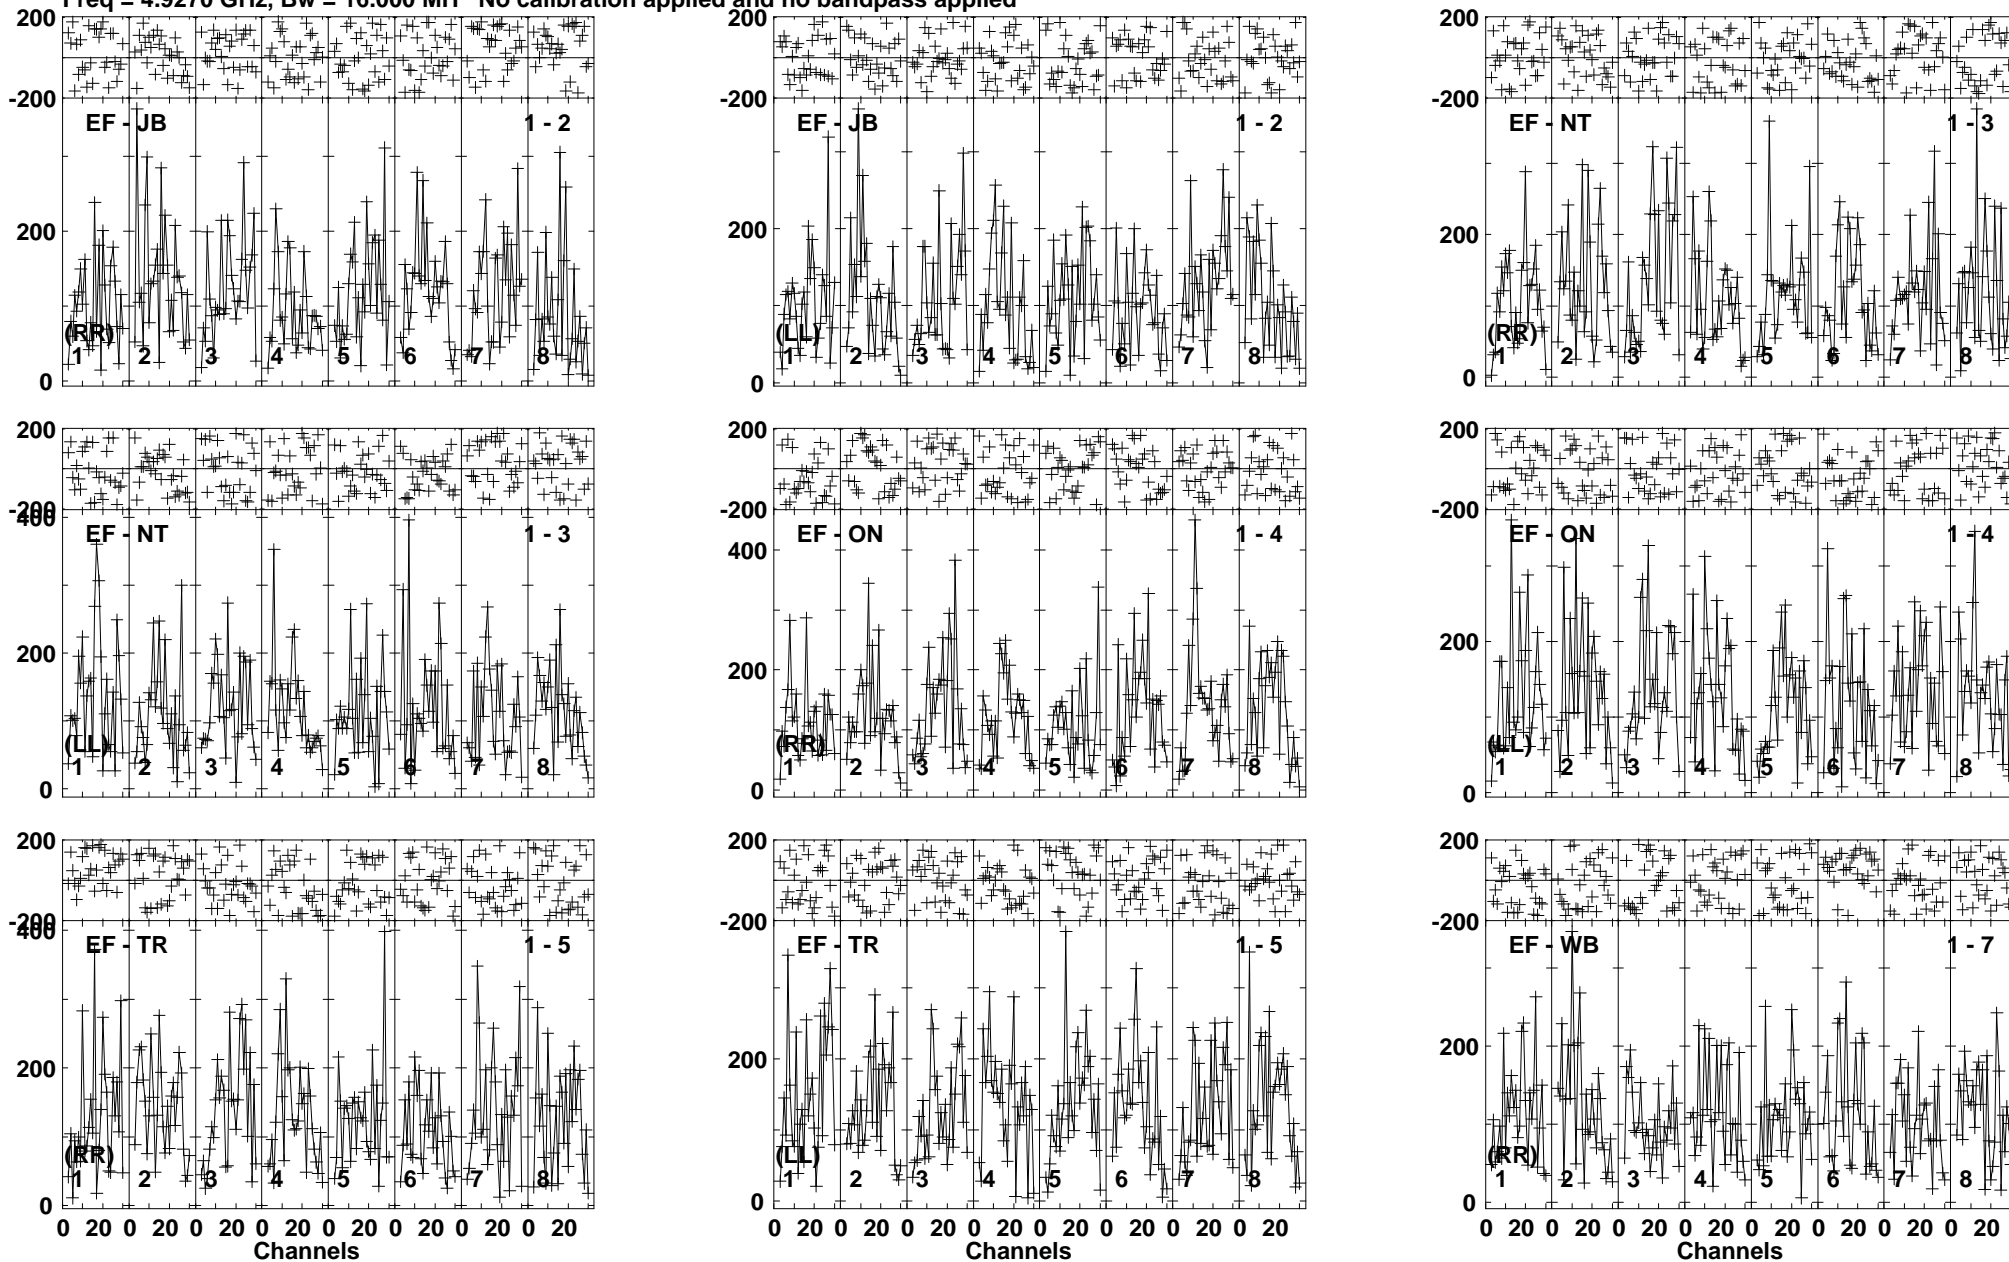 Freq = 4.9270 GHz, Bw = 16.000 MH No calibration applied and no bandpass applied
200 200 200
-200 -200 -200
EF - JB 1 - 2 EF - JB 1 - 2 EF - NT 1 - 3
200 200 200
(RR) (LL) (RR)
1 2 3 4 5 6 7 8 1 2 3 4 5 6 7 8 1 2 3 4 5 6 7 8
0 0 0
200 200 200
-200 -200 -200
400
EF - NT 1 - 3 EF - ON 1 - 4 EF - ON 1 - 4
400
200 200 200
(LL) (RR) (LL)
1 2 3 4 5 6 7 8 1 2 3 4 5 6 7 8 1 2 3 4 5 6 7 8
0 0 0
200 200 200
-200 -200 -200
400
EF - TR 1 - 5 EF - TR 1 - 5 EF - WB 1 - 7
200 200 200
(RR) (LL) (RR)
1 2 3 4 5 6 7 8 1 2 3 4 5 6 7 8 1 2 3 4 5 6 7 8
0 0 0
0 20 0 20 0 20 0 20 0 20 0 20 0 20 0 20 0 20 0 20 0 20 0 20 0 20 0 20 0 20 0 20 0 20 0 20 0 20 0 20 0 20 0 20 0 20 0 20
Channels Channels Channels